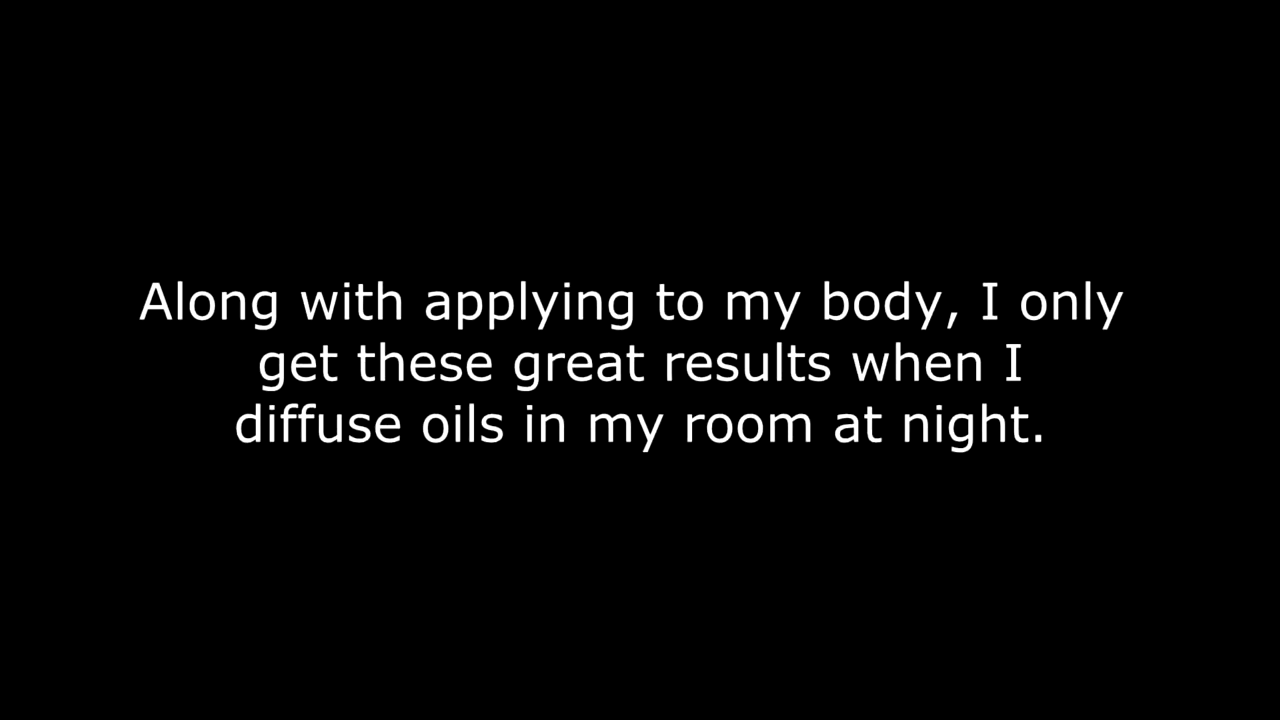 Along with applying to my body, I only
get these great results when I
diffuse oils in my room at night.